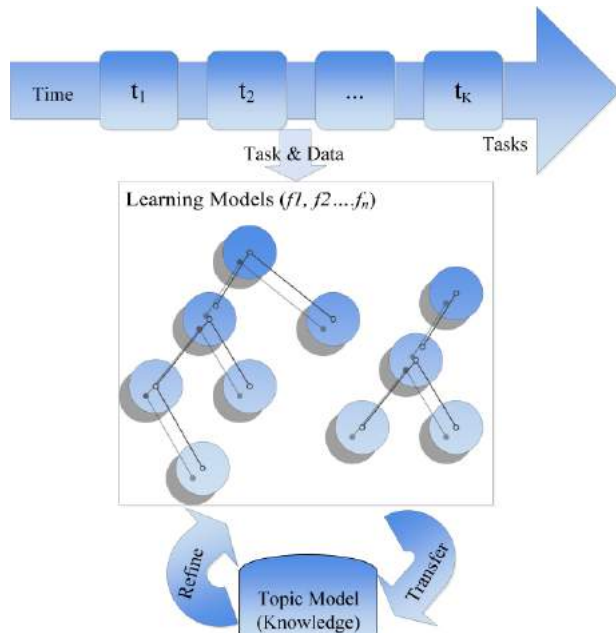 Time
t1
t2
...
tK
Tasks
Task & Data
Learning Models (f1, f2....fn)
Refine
Transfer
Topic Model
(Knowledge)